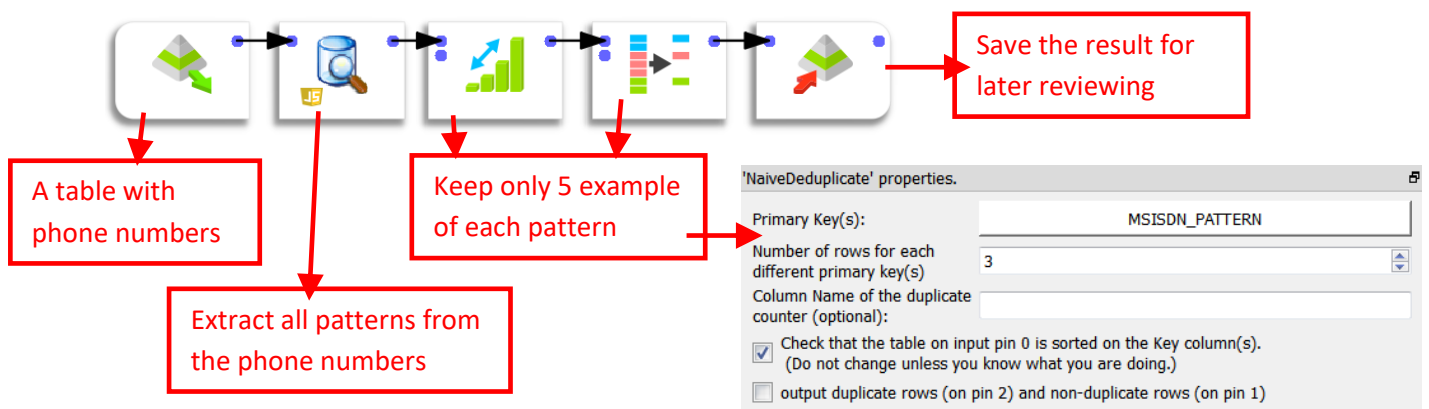 JS
Save the result for
later reviewing
A table with
phone numbers
Keep only 5 example
of each pattern
Extract all patterns from
the phone numbers
'NaiveDeduplicate' properties.
Primary Key(s):
MSISDN_PATTERN
Number of rows for each
different primary key(s)
3
Column Name of the duplicate
counter (optional):
Check that the table on input pin 0 is sorted on the Key column(s).
(Do not change unless you know what you are doing.)
output duplicate rows (on pin 2) and non-duplicate rows (on pin 1)